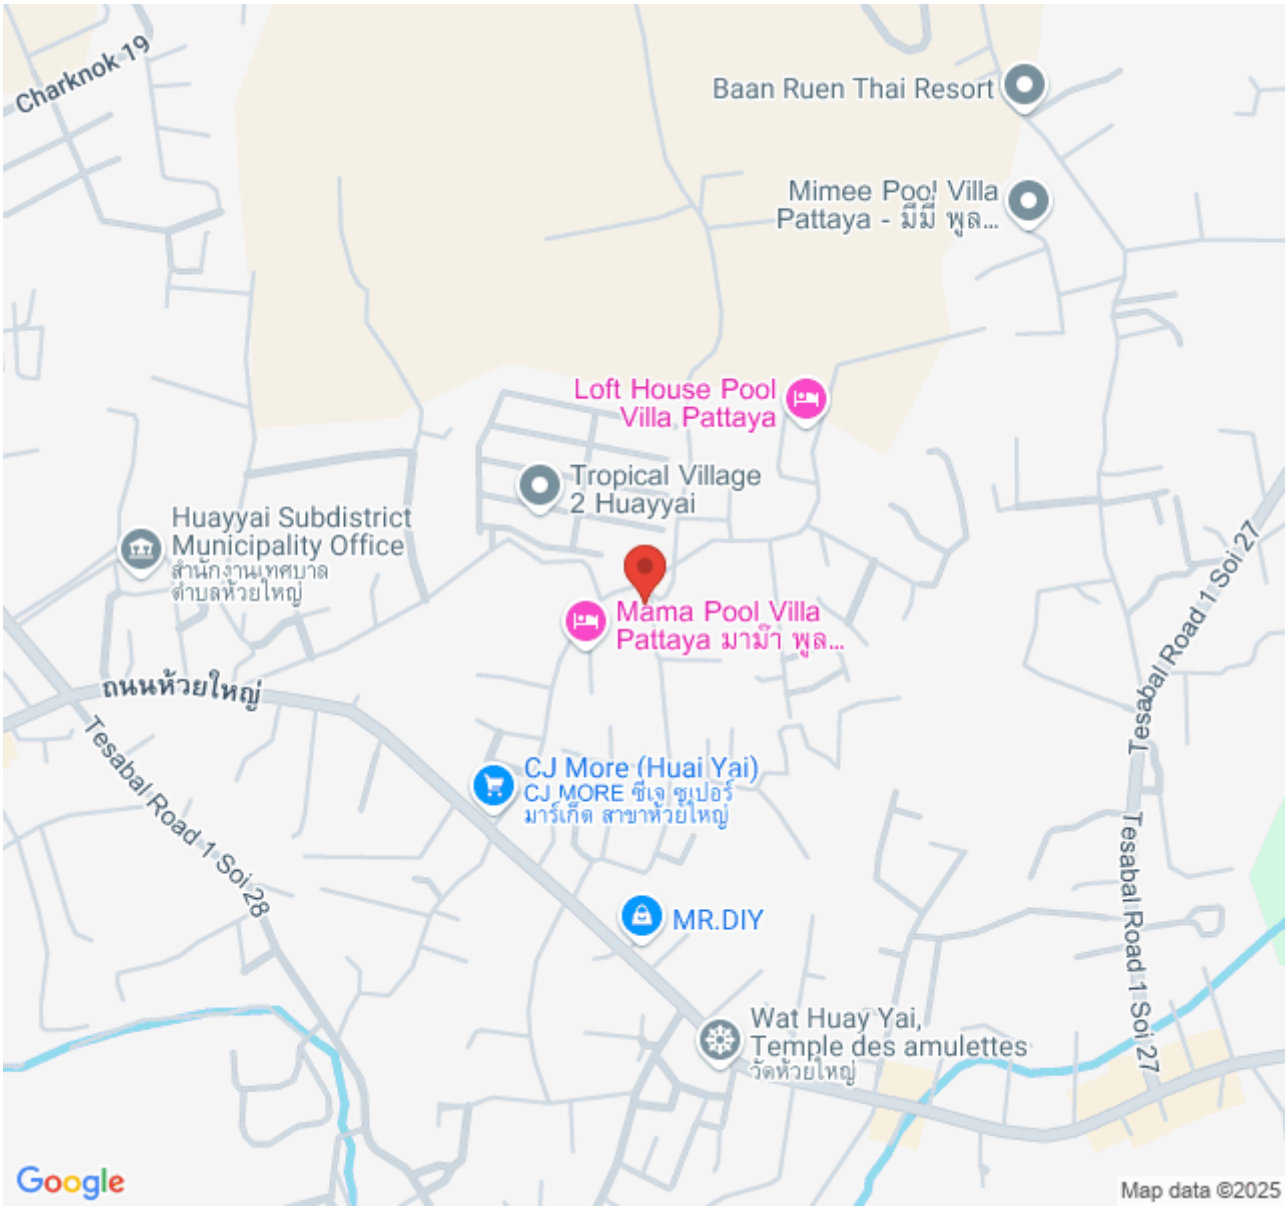 Charknok 19
Baan Ruen Thai Resort
Mimee Pool Villa
Pattaya - มีมี่ พูล...
Loft House Pool
Villa Pattaya
Tropical Village
2 Huayyai
Huayyai Subdistrict
Municipality Office
สำนักงานเทศบาล
ตำบลห้วยใหญ่
Tesabal Road 1 Soi 27
Mama Pool Villa
Pattaya มาม๊า พูล...
ถนนห้วยใหญ่
Tesabal Road 1 Soi 28
CJ More (Huai Yai)
CJ MORE ซีเจ ซูเปอร์
มาร์เก็ต สาขาห้วยใหญ่
Tesabal Road 1 Soi 27
MR.DIY
Wat Huay Yai,
Temple des amulettes
วัดห้วยใหญ่
Google
Map data ©2025